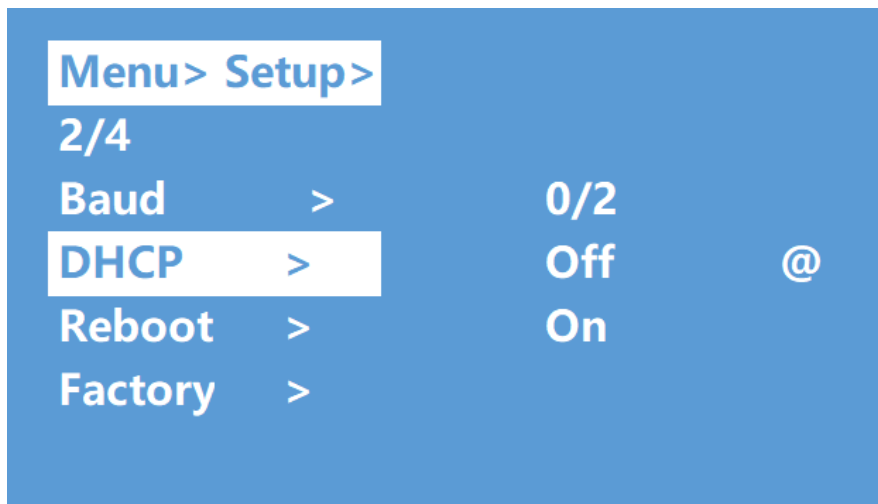 Menu> Setup>
2/4
Baud > 0/2
DHCP > Off @
Reboot > On
Factory >